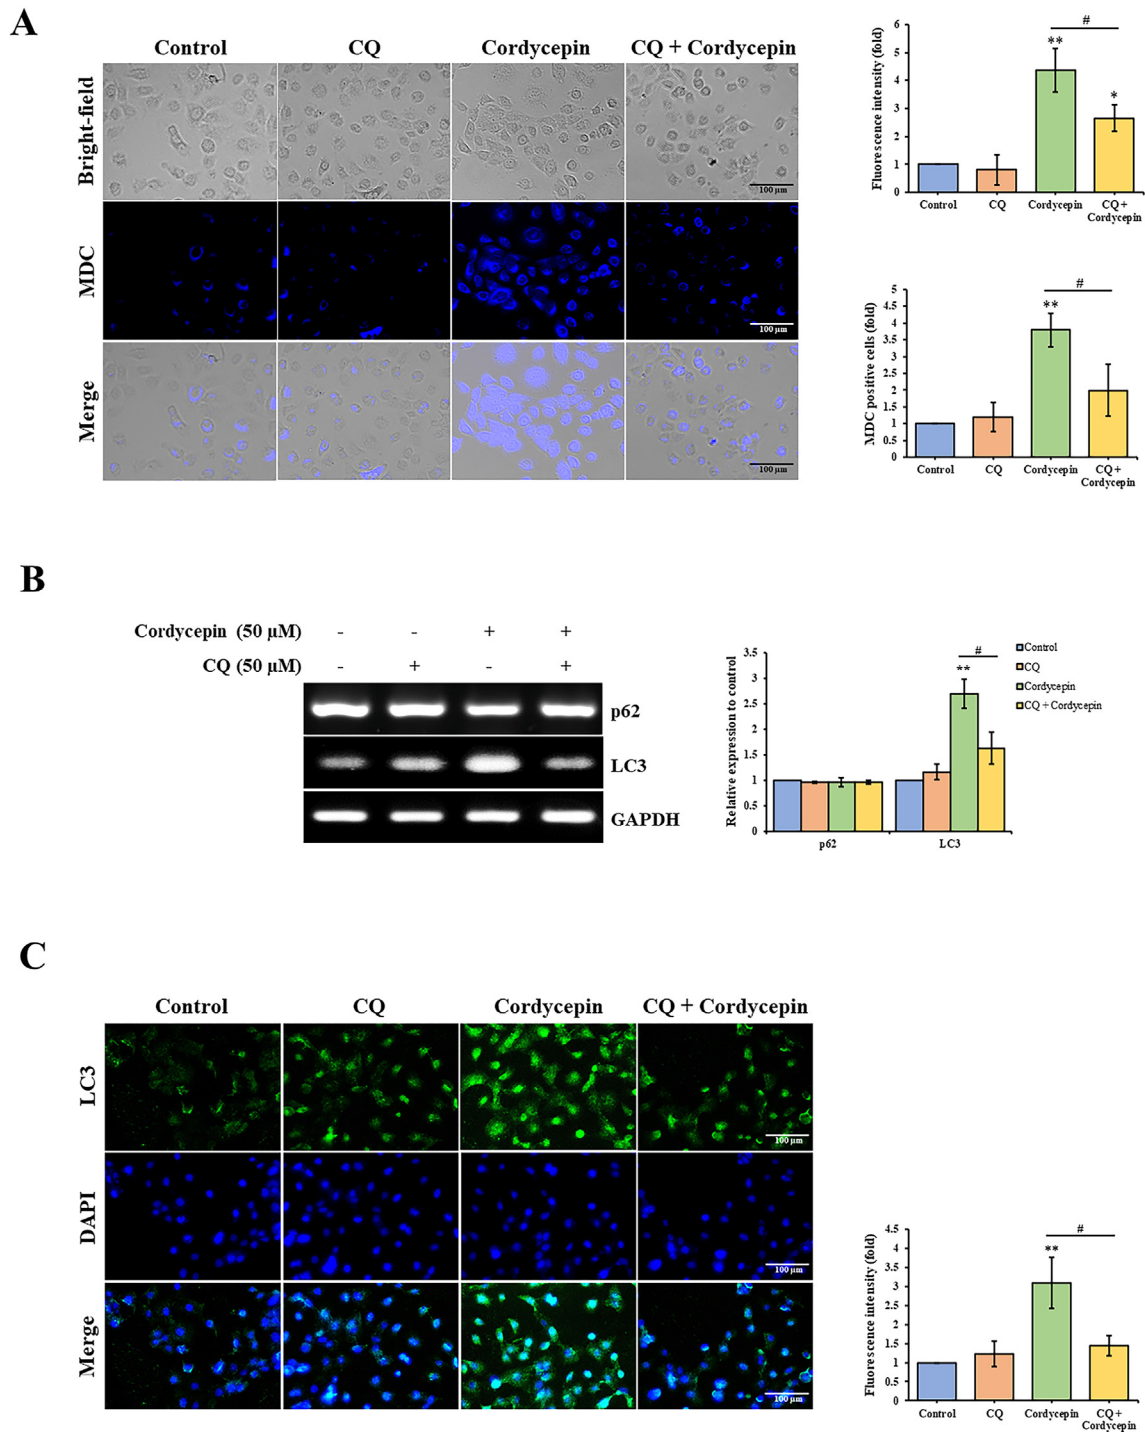 A
Control CQ Cordycepin CQ + Cordycepin
Bright-field
100 µm
MDC
100 µm
Merge
100 µm
Fluorescence intensity (fold)
6
5
4
3
2
1
0
** # *
Control CQ Cordycepin CQ +
Cordycepin
MDC positive cells (fold)
5
4.5
4
3.5
3
2.5
2
1.5
1
0.5
0
** #
Control CQ Cordycepin CQ +
Cordycepin
B
Cordycepin (50 µM) - - + +
CQ (50 µM) - + - +
p62
LC3
GAPDH
Relative expression to control
3.5
3
2.5
2
1.5
1
0.5
0
** #
p62 LC3
Control
CQ
Cordycepin
CQ + Cordycepin
C
Control CQ Cordycepin CQ + Cordycepin
LC3
100 µm
DAPI
100 µm
Merge
100 µm
Fluorescence intensity (fold)
4.5
4
3.5
3
2.5
2
1.5
1
0.5
0
** #
Control CQ Cordycepin CQ +
Cordycepin